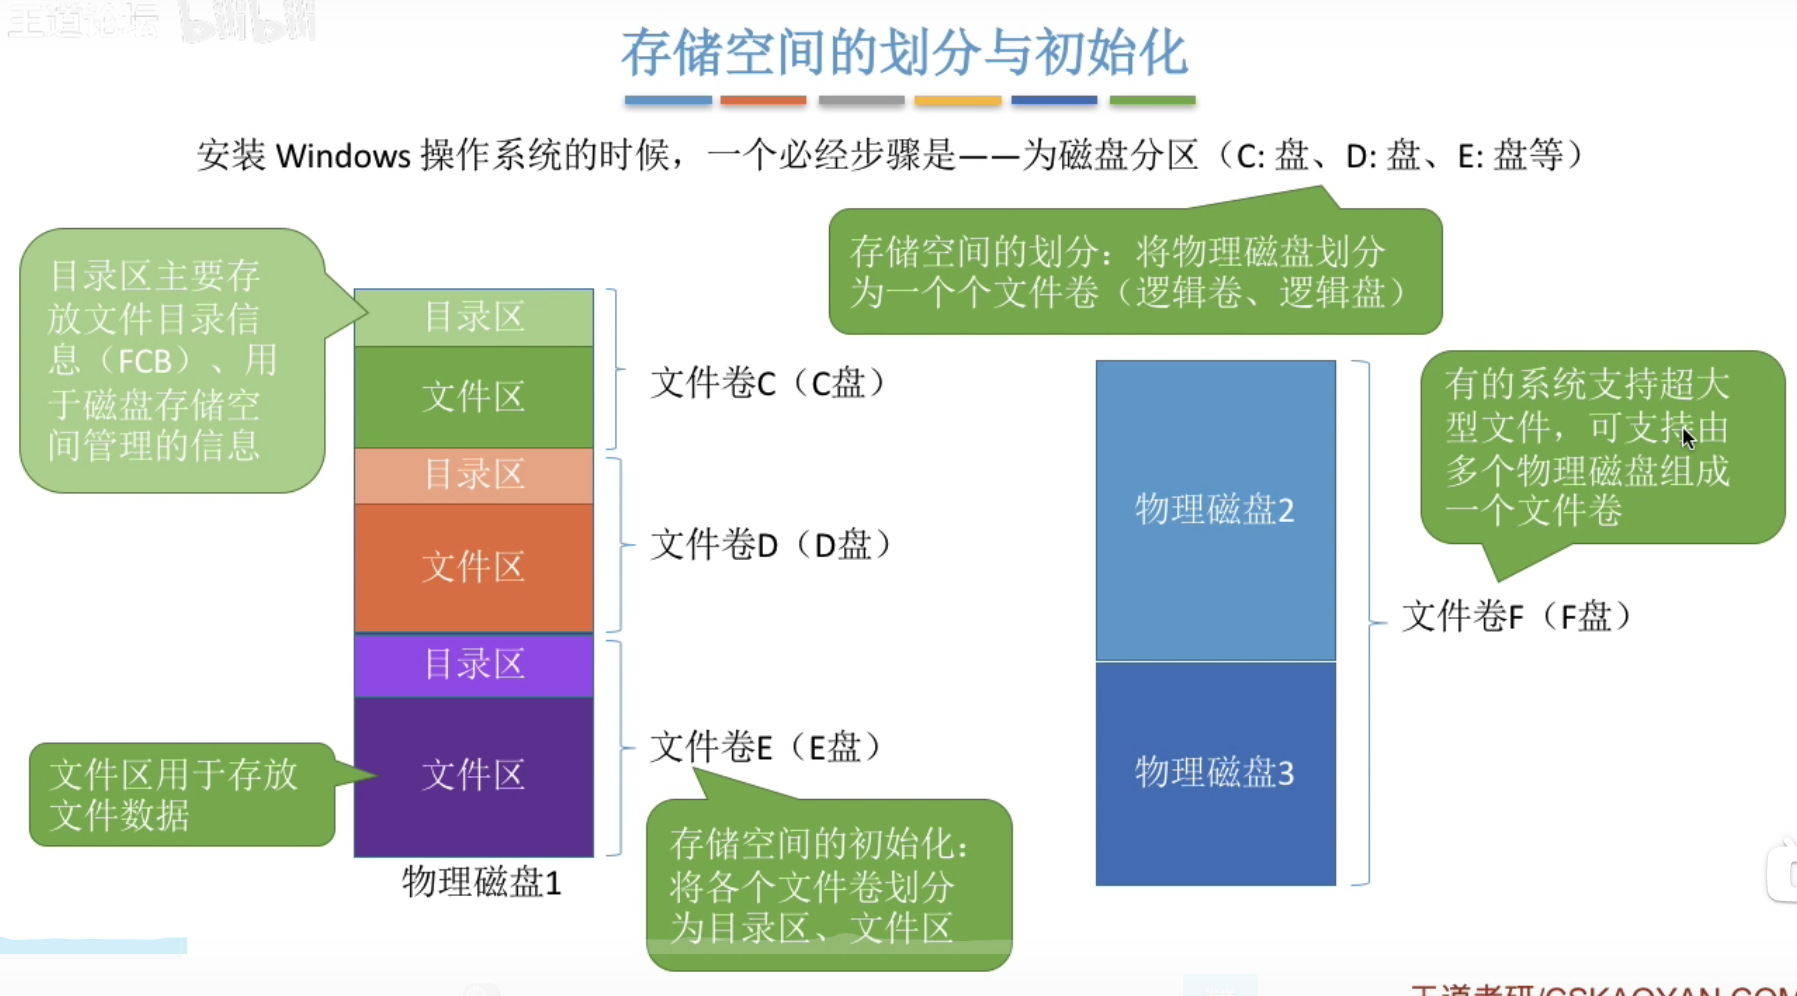 王道论坛 bilibili
存储空间的划分与初始化
安装 Windows 操作系统的时候，一个必经步骤是——为磁盘分区（C: 盘、D: 盘、E: 盘等）
存储空间的划分：将物理磁盘划分
为一个个文件卷（逻辑卷、逻辑盘）
目录区主要存
放文件目录信
息（FCB）、用
于磁盘存储空
间管理的信息
目录区
文件区
文件卷C（C盘）
目录区
文件区
文件卷D（D盘）
目录区
文件区
文件卷E（E盘）
文件区用于存放
文件数据
物理磁盘1
存储空间的初始化：
将各个文件卷划分
为目录区、文件区
物理磁盘2
物理磁盘3
有的系统支持超大
型文件，可支持由
多个物理磁盘组成
一个文件卷
文件卷F（F盘）
王道考研/CSKAOYAN.COM